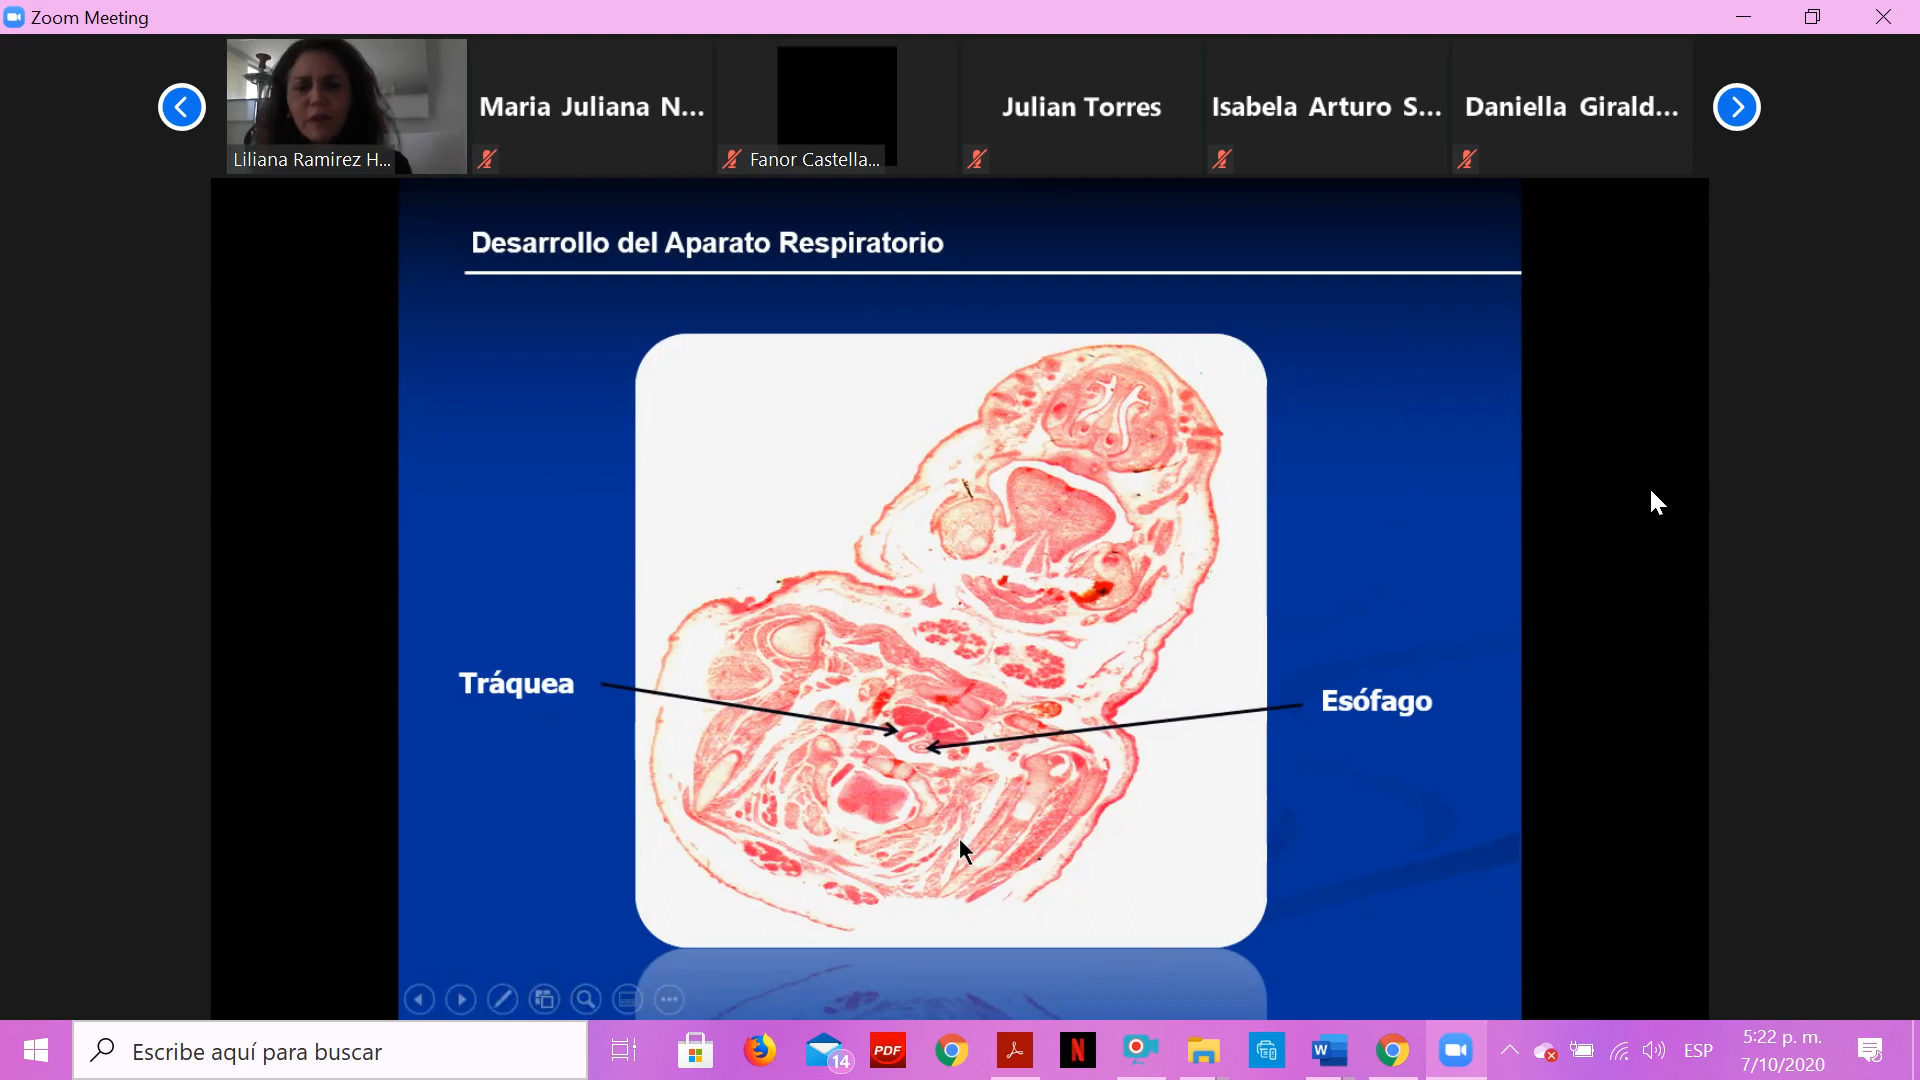 Zoom Meeting
Liliana Ramirez H...
Maria Juliana N...
Fanor Castella...
Julian Torres
Isabela Arturo S...
Daniella Girald...
Desarrollo del Aparato Respiratorio
Tráquea
Esófago
Escribe aquí para buscar
14
PDF
N
W
ESP
5:22 p. m.
7/10/2020